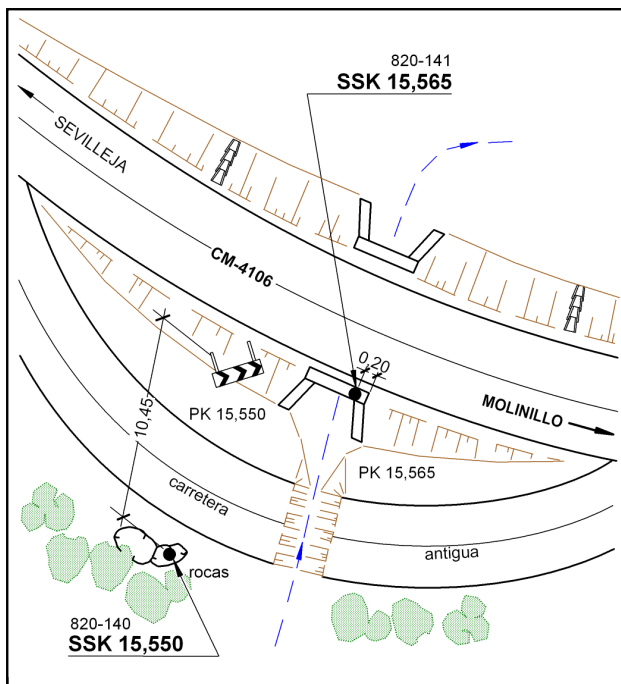 820-141
SSK 15,565
SEVILLEJA
CM-4106
0,20
MOLINILLO
10,45
PK 15,550
PK 15,565
carretera
antigua
rocas
820-140
SSK 15,550